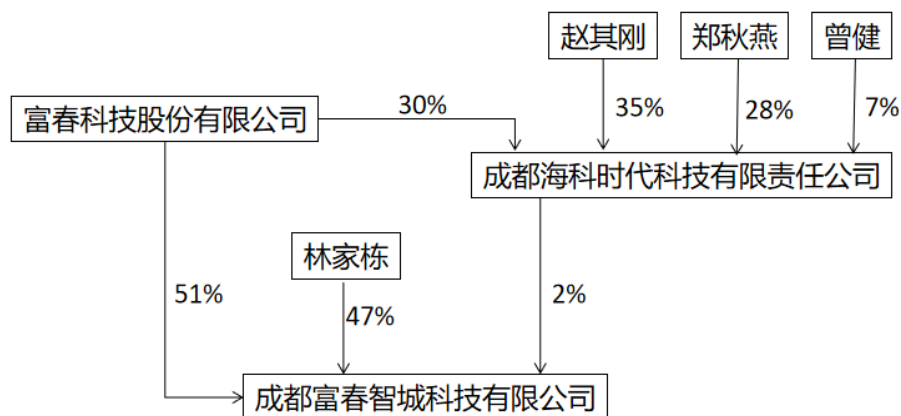 赵其刚
郑秋燕
曾健
富春科技股份有限公司
30%
35%
28%
7%
成都海科时代科技有限责任公司
林家栋
51%
47%
2%
成都富春智城科技有限公司